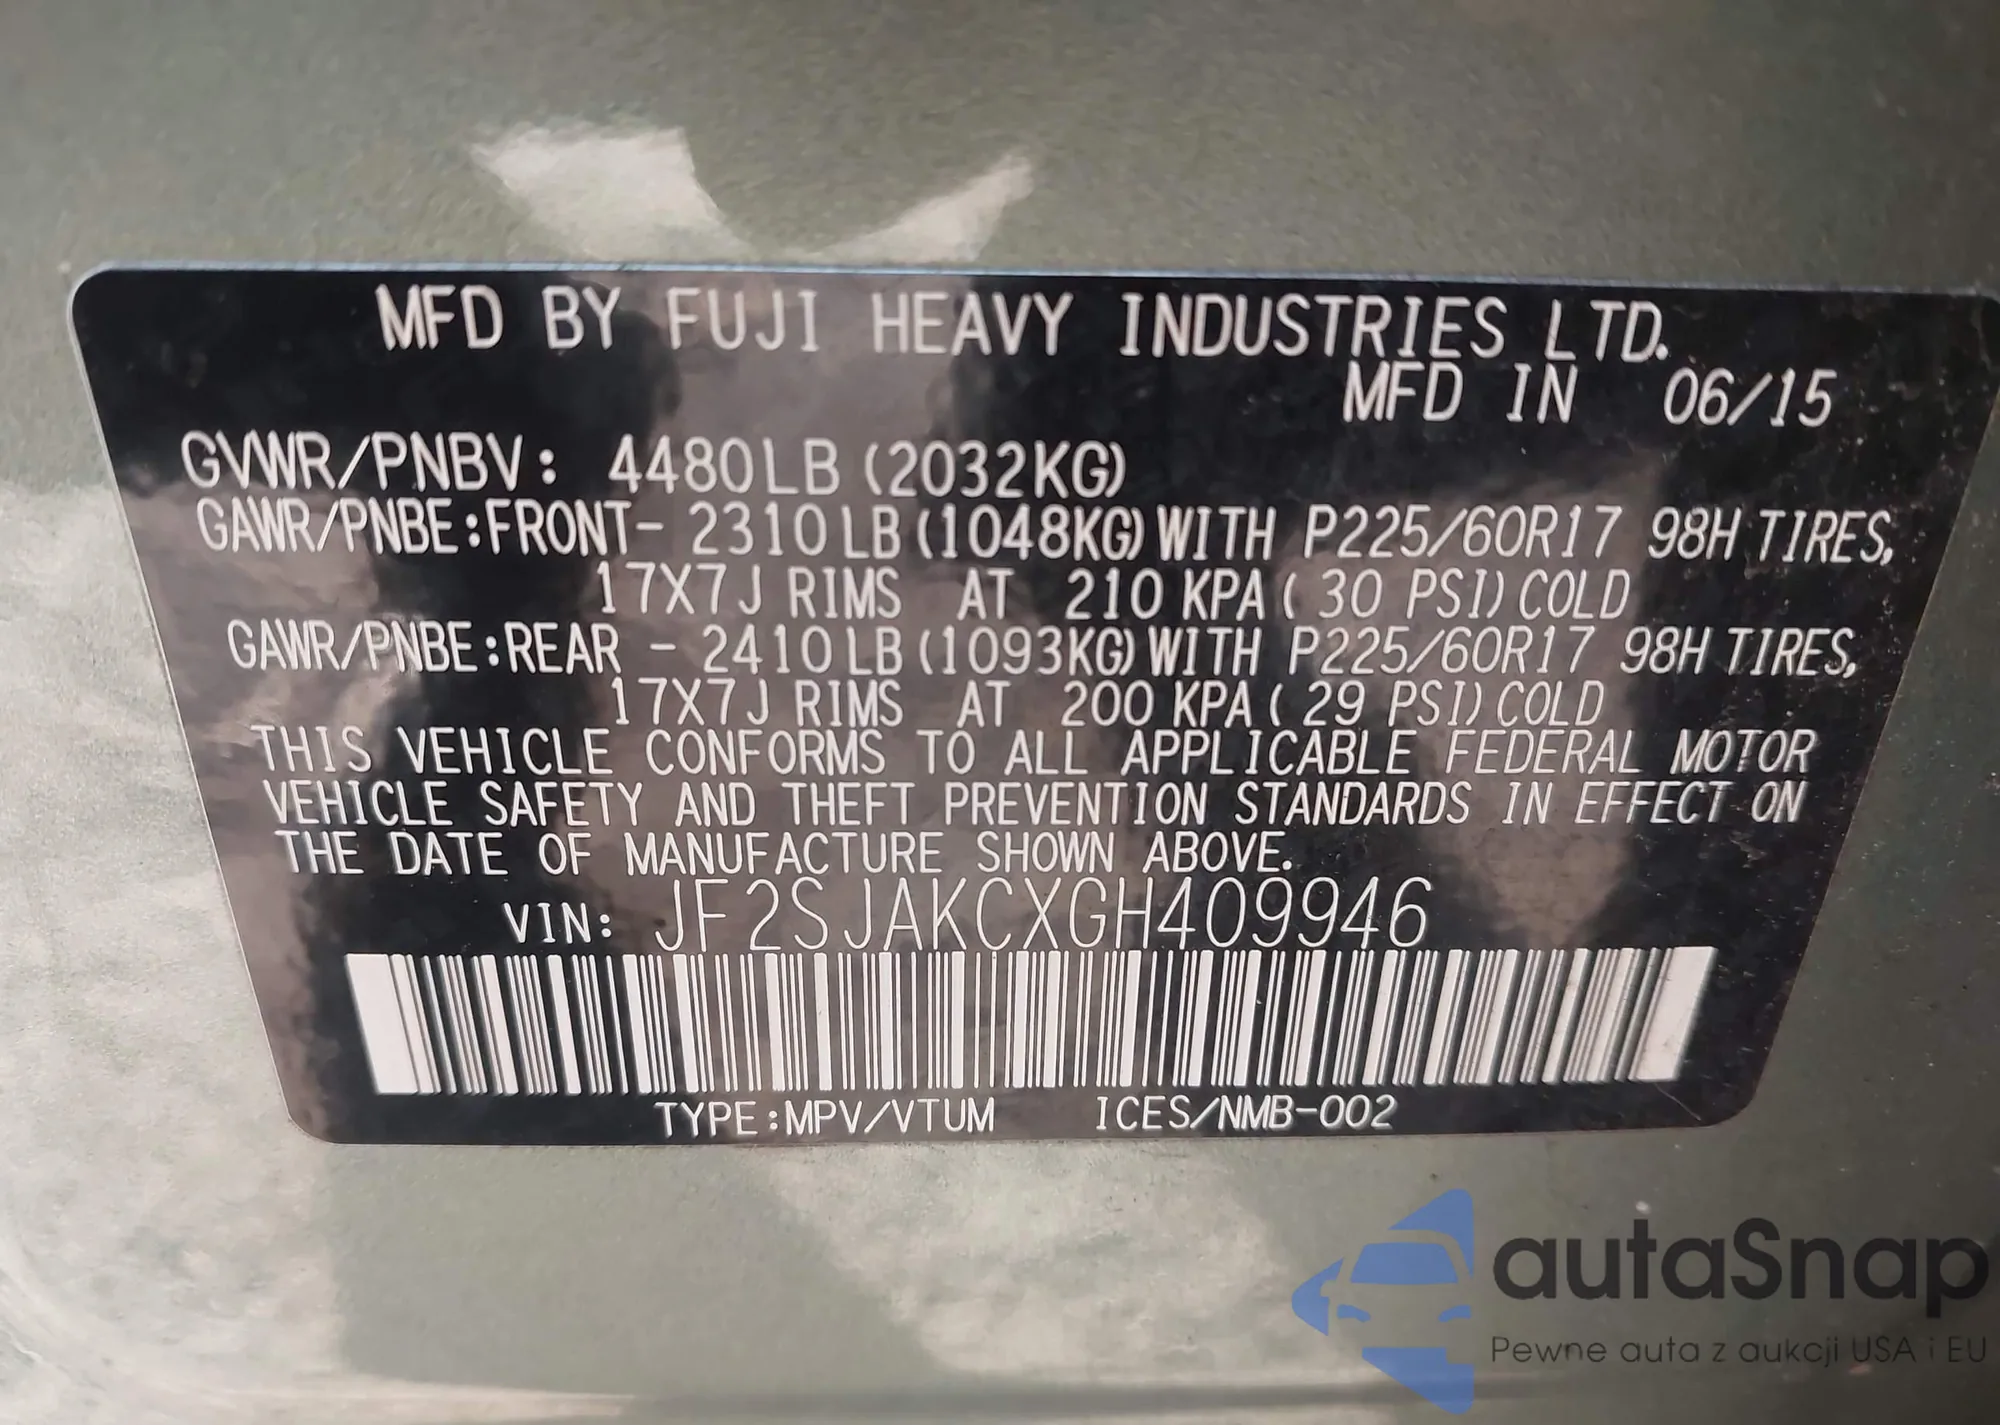 MFD BY FUJI HEAVY INDUSTRIES LTD.
MFD IN 06/15
GVWR/PNBV: 4480LB (2032KG)
GAWR/PNBE:FRONT- 2310LB (1048KG) WITH P225/60R17 98H TIRES,
17X7J RIMS AT 210 KPA ( 30 PSI) COLD
GAWR/PNBE:REAR - 2410LB (1093KG) WITH P225/60R17 98H TIRES,
17X7J RIMS AT 200 KPA ( 29 PSI) COLD
THIS VEHICLE CONFORMS TO ALL APPLICABLE FEDERAL MOTOR
VEHICLE SAFETY AND THEFT PREVENTION STANDARDS IN EFFECT ON
THE DATE OF MANUFACTURE SHOWN ABOVE.
VIN: JF2SJAKCXGH409946
TYPE:MPV/VTUM ICES/NMB-002
autaSnap
Pewne auta z aukcji USA i EU